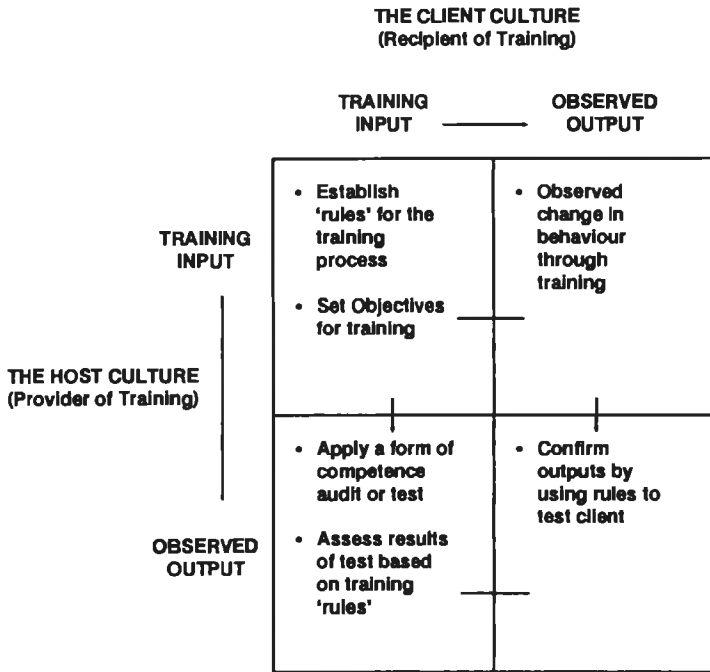 THE CLIENT CULTURE
(Recipient of Training)
TRAINING
INPUT
OBSERVED
OUTPUT
TRAINING
INPUT
• Establish
'rules' for the
training
process
• Set Objectives
for training
• Observed
change in
behaviour
through
training
THE HOST CULTURE
(Provider of Training)
OBSERVED
OUTPUT
• Apply a form of
competence
audit or test
• Assess results
of test based
on training
'rules'
• Confirm
outputs by
using rules to
test client